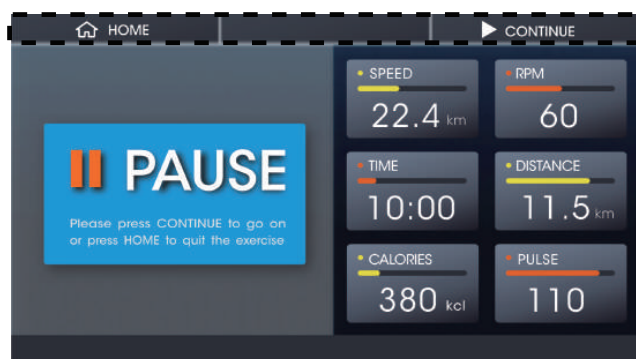 HOME
CONTINUE
PAUSE
Please press CONTINUE to go on
or press HOME to quit the exercise
SPEED
22.4 km
RPM
60
TIME
10:00
DISTANCE
11.5 km
CALORIES
380 kcl
PULSE
110